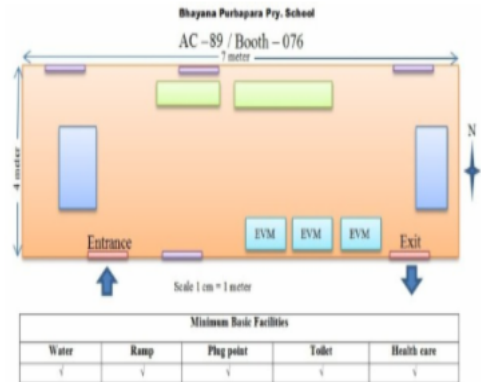 Bhayana Purbapara Pry. School
AC –89 / Booth –076
7 meter
4 meter
N
EVM EVM EVM
Entrance
Exit
Scale 1 cm = 1 meter
Minimum Basic Facilities
Water Ramp Plug point Toilet Health care
√ √ √ √ √